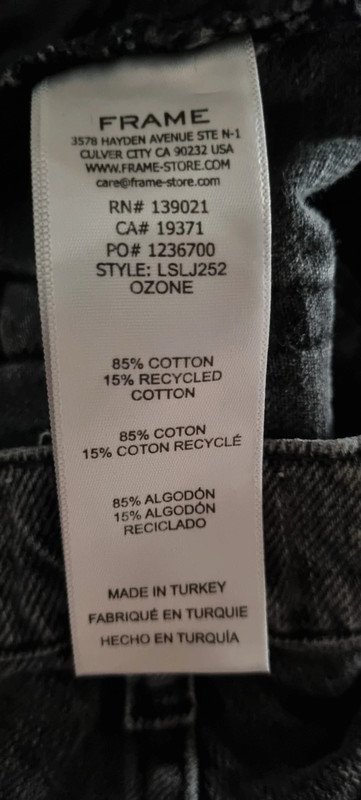 FRAME
3578 HAYDEN AVENUE STE N-1
CULVER CITY CA 90232 USA
WWW.FRAME-STORE.COM
care@frame-store.com
RN# 139021
CA# 19371
PO# 1236700
STYLE: LSLJ252
OZONE
85% COTTON
15% RECYCLED
COTTON
85% COTON
15% COTON RECYCLÉ
85% ALGODÓN
15% ALGODÓN
RECICLADO
MADE IN TURKEY
FABRIQUÉ EN TURQUIE
HECHO EN TURQUÍA